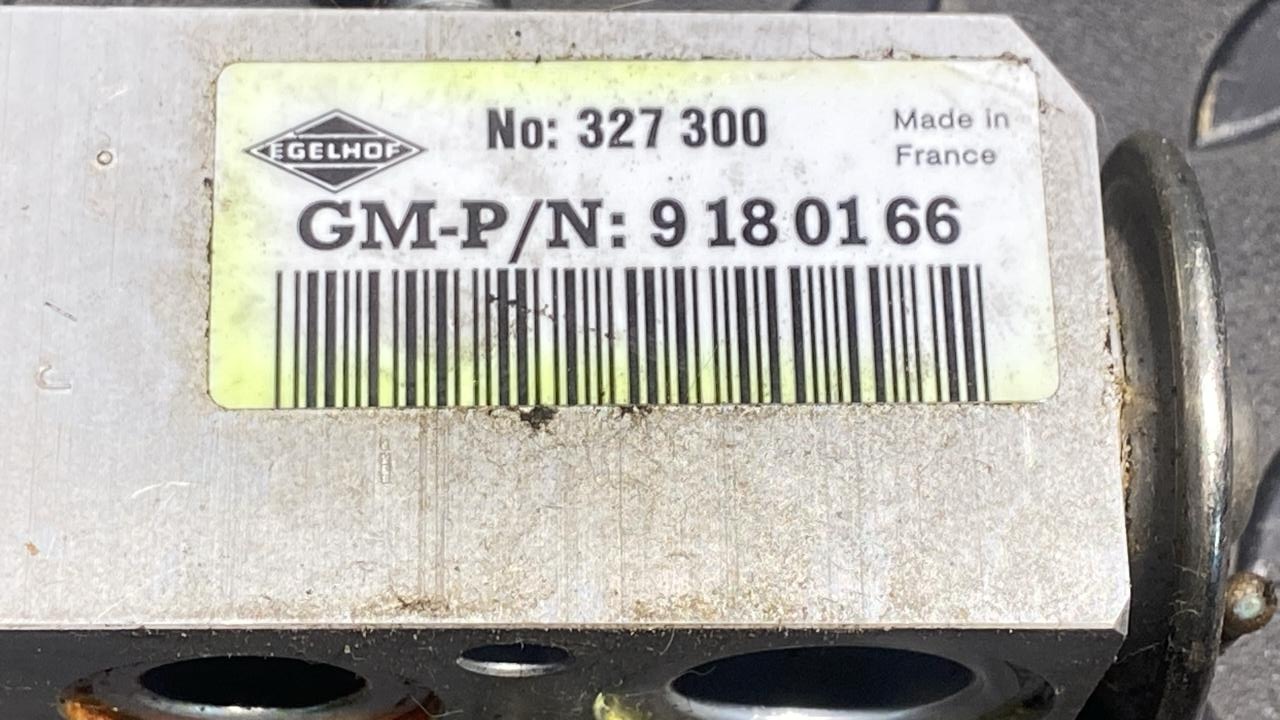 EGELHOF
No: 327 300
Made in
France
GM-P/N: 9 18 01 66